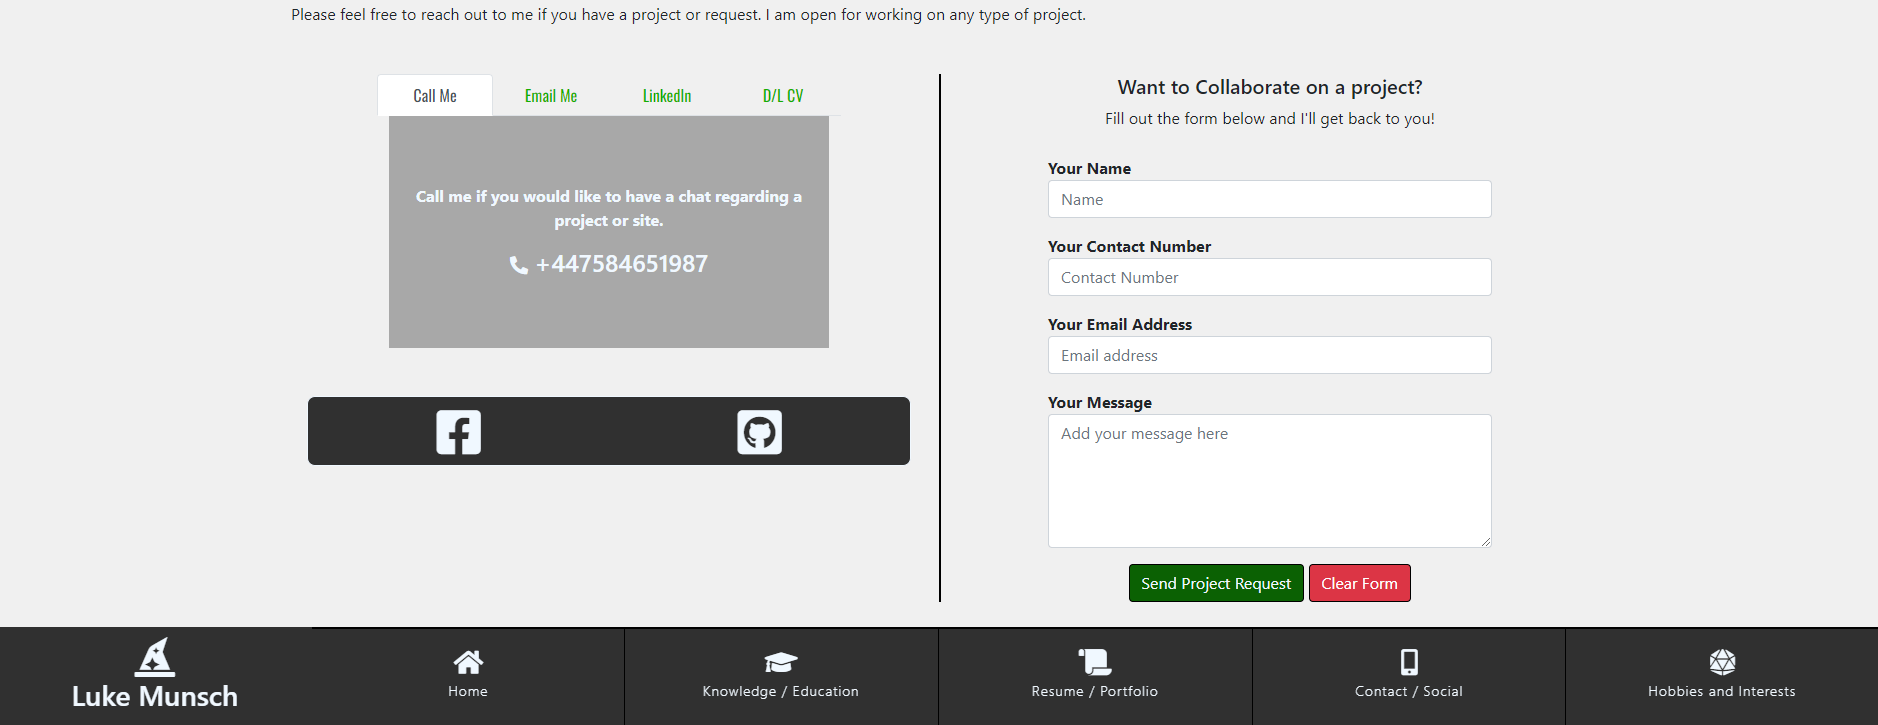 Please feel free to reach out to me if you have a project or request. I am open for working on any type of project.
Call Me
Email Me
LinkedIn
D/L CV
Call me if you would like to have a chat regarding a
project or site.
+447584651987
Want to Collaborate on a project?
Fill out the form below and I'll get back to you!
Your Name
Name
Your Contact Number
Contact Number
Your Email Address
Email address
Your Message
Add your message here
Send Project Request
Clear Form
Luke Munsch
Home
Knowledge / Education
Resume / Portfolio
Contact / Social
Hobbies and Interests